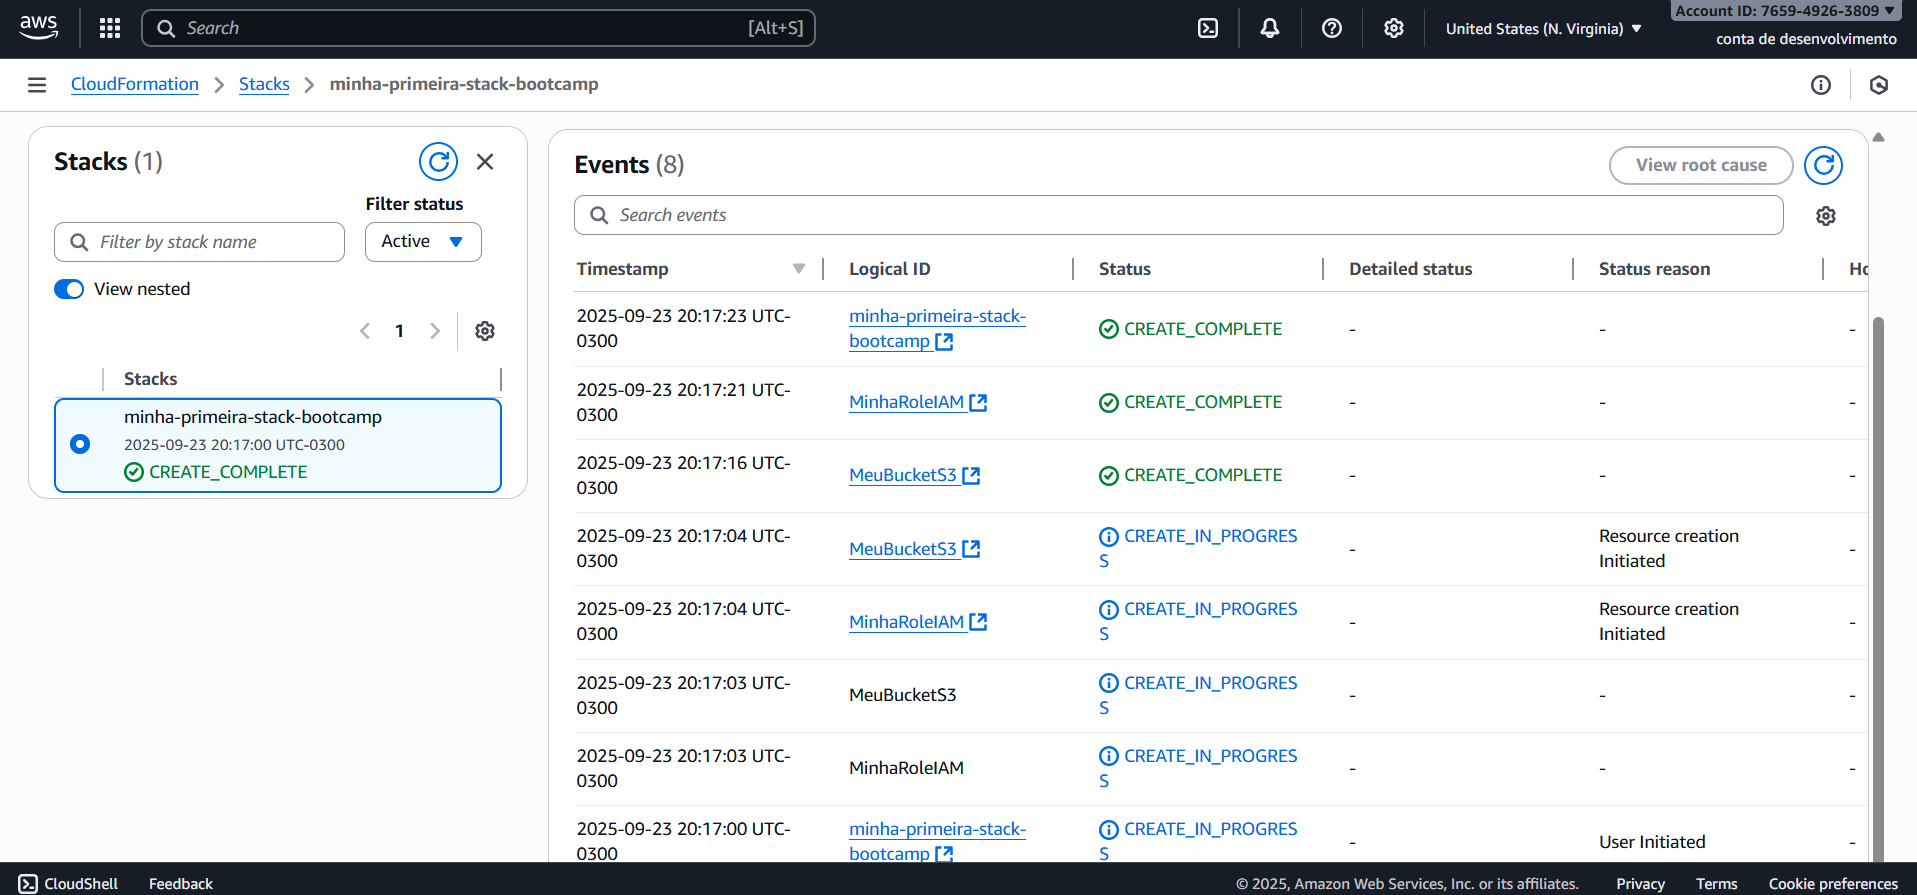 aws
Search
[Alt+S]
United States (N. Virginia)
Account ID: 7659-4926-3809
conta de desenvolvimento
CloudFormation
Stacks
minha-primeira-stack-bootcamp
Stacks (1)
Filter status
Filter by stack name
Active
View nested
1
Stacks
minha-primeira-stack-bootcamp
2025-09-23 20:17:00 UTC-0300
CREATE_COMPLETE
Events (8)
View root cause
Search events
Timestamp
Logical ID
Status
Detailed status
Status reason
2025-09-23 20:17:23 UTC-
0300
minha-primeira-stack-
bootcamp
CREATE_COMPLETE
-
-
-
2025-09-23 20:17:21 UTC-
0300
MinhaRoleIAM
CREATE_COMPLETE
-
-
-
2025-09-23 20:17:16 UTC-
0300
MeuBucketS3
CREATE_COMPLETE
-
-
-
2025-09-23 20:17:04 UTC-
0300
MeuBucketS3
CREATE_IN_PROGRES
S
-
Resource creation
Initiated
-
2025-09-23 20:17:04 UTC-
0300
MinhaRoleIAM
CREATE_IN_PROGRES
S
-
Resource creation
Initiated
-
2025-09-23 20:17:03 UTC-
0300
MeuBucketS3
CREATE_IN_PROGRES
S
-
-
-
2025-09-23 20:17:03 UTC-
0300
MinhaRoleIAM
CREATE_IN_PROGRES
S
-
-
-
2025-09-23 20:17:00 UTC-
0300
minha-primeira-stack-
bootcamp
CREATE_IN_PROGRES
S
-
User Initiated
-
CloudShell
Feedback
© 2025, Amazon Web Services, Inc. or its affiliates.
Privacy
Terms
Cookie preferences